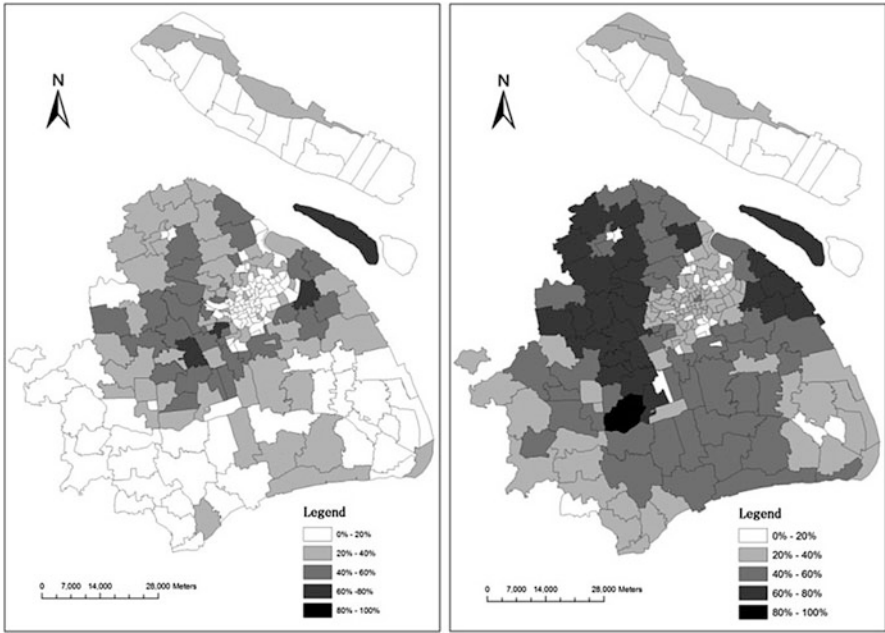 N
Legend
0% - 20%
20% - 40%
40% - 60%
60% -80%
80% - 100%
0 7,000 14,000 28,000 Meters
N
Legend
0% - 20%
20% - 40%
40% - 60%
60% - 80%
80% - 100%
0 7,000 14,000 28,000 Meters